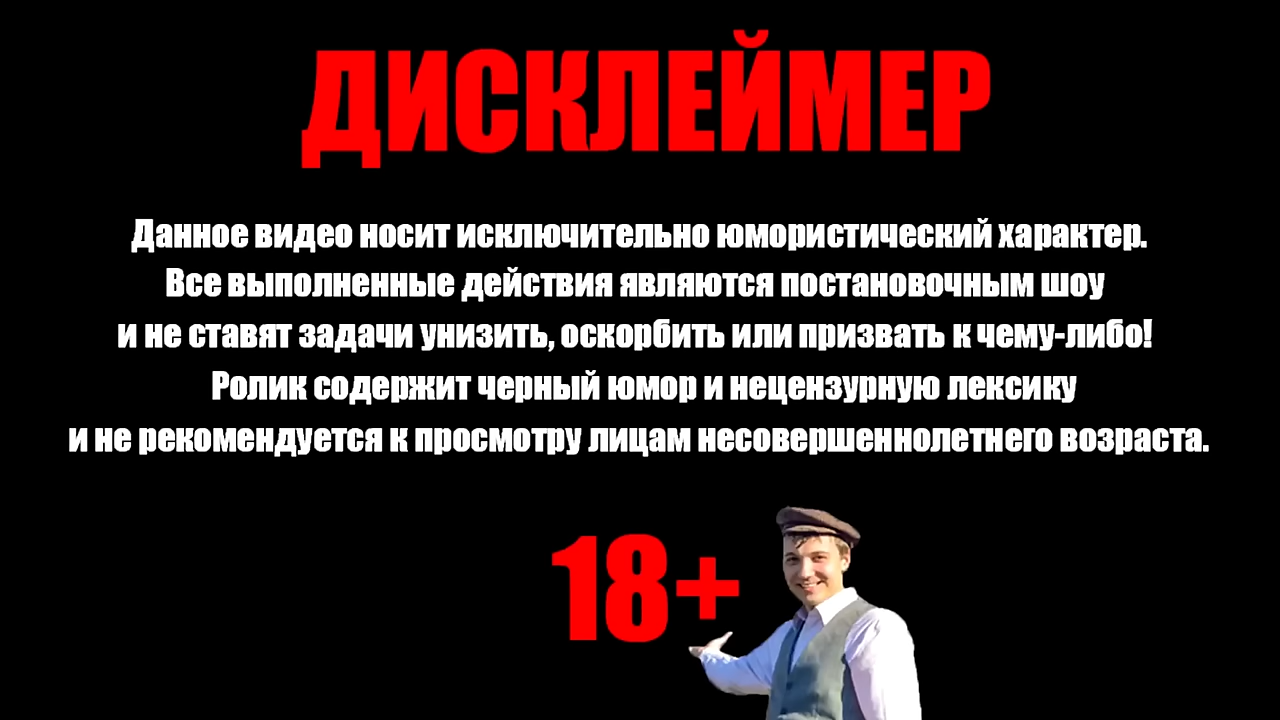 ДИСКЛЕЙМЕР
Данное видео носит исключительно юмористический характер.
Все выполненные действия являются постановочным шоу
и не ставят задачи унизить, оскорбить или призвать к чему-либо!
Ролик содержит черный юмор и нецензурную лексику
и не рекомендуется к просмотру лицам несовершеннолетнего возраста.
18+